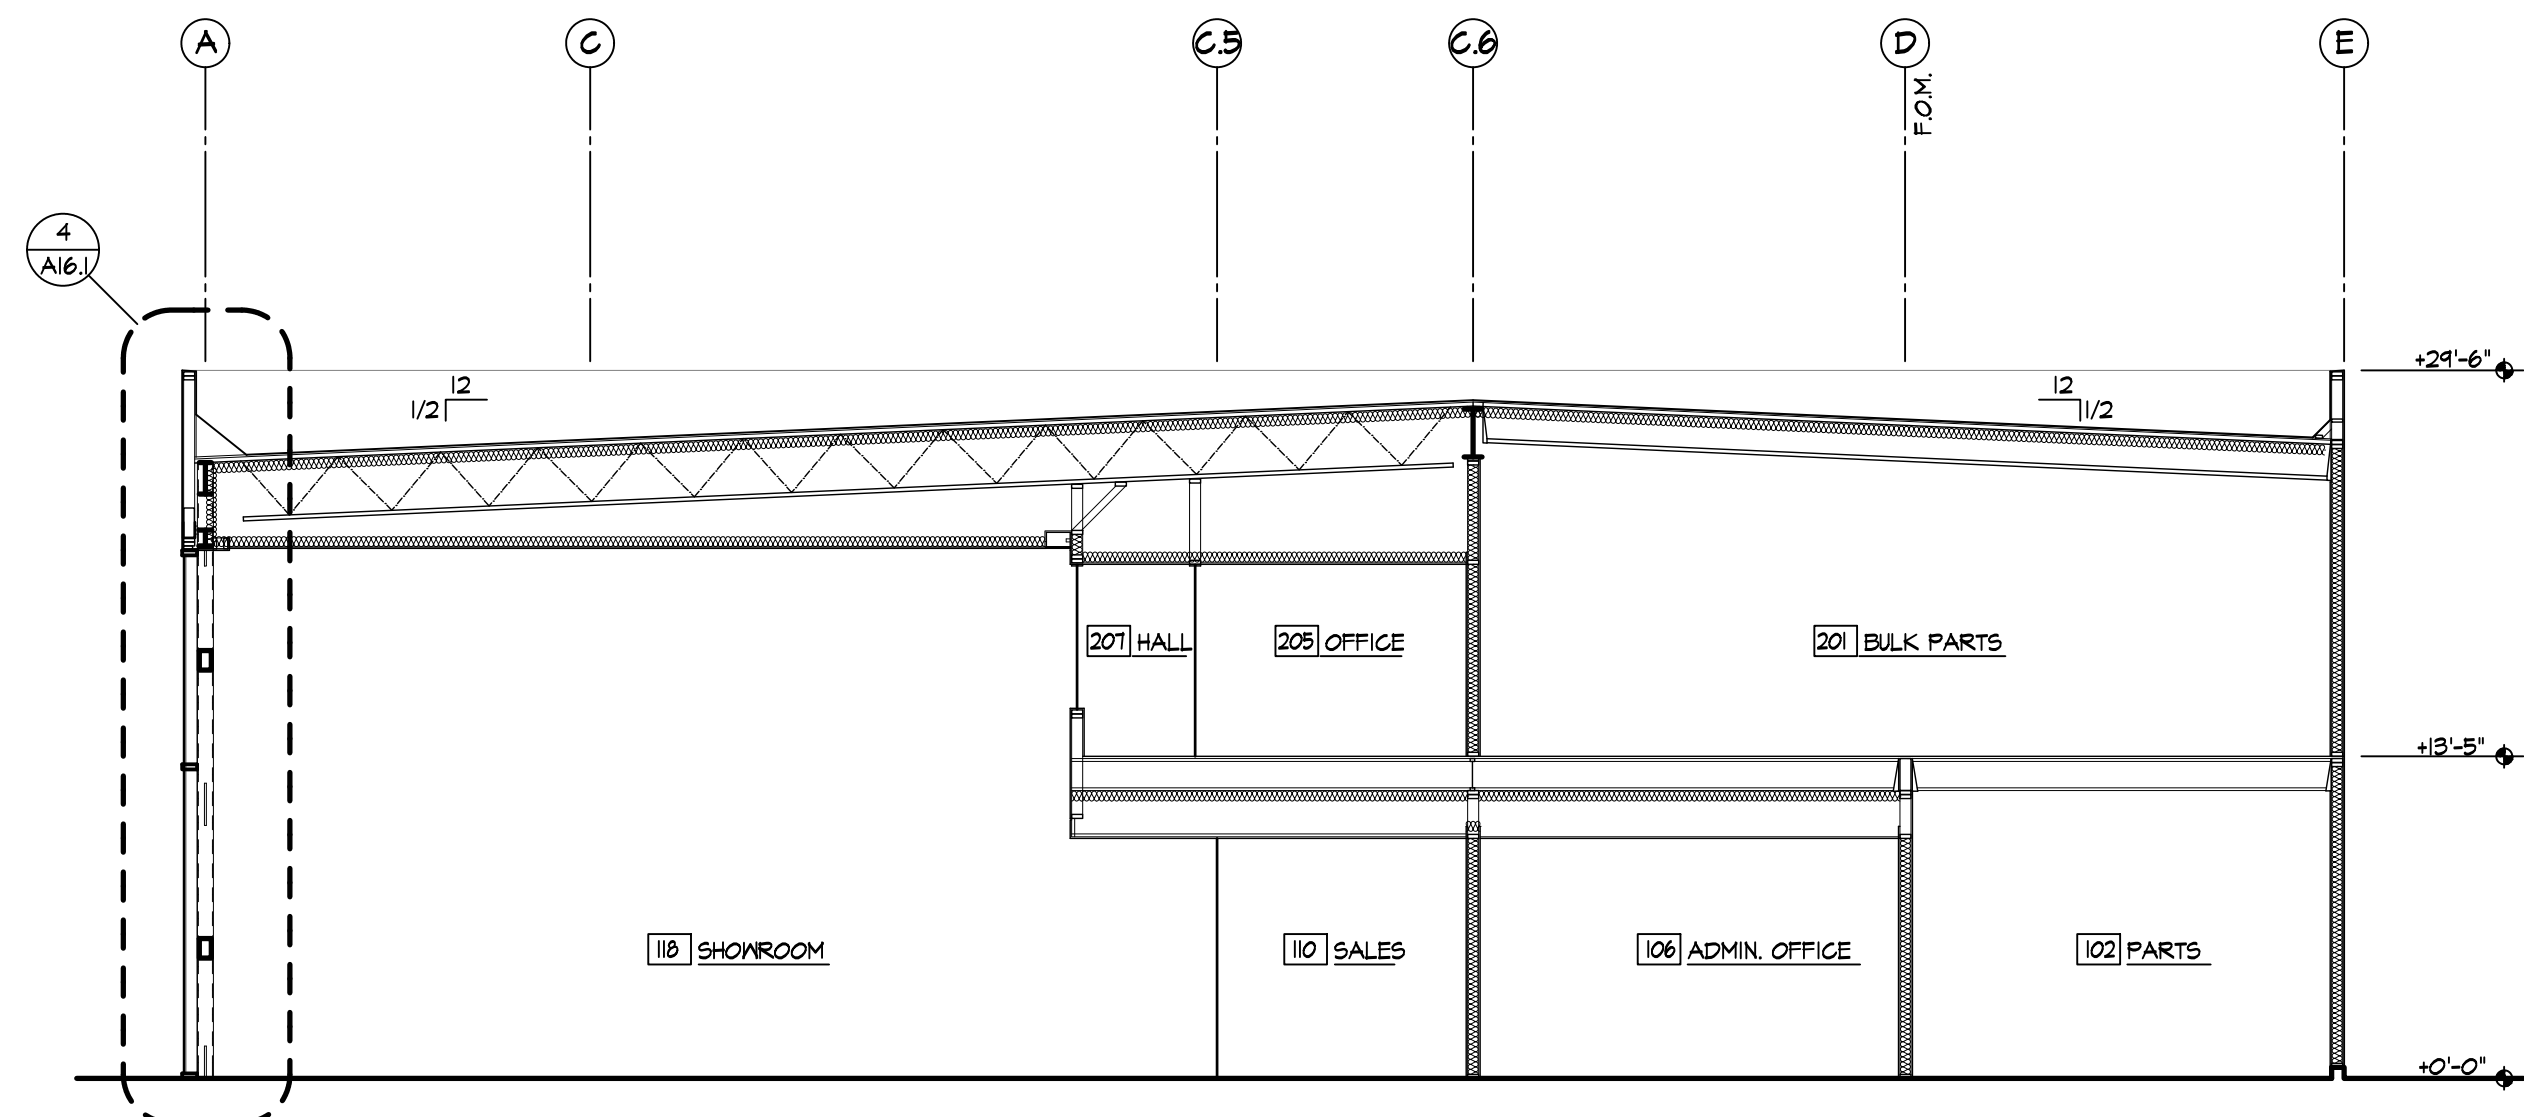 A C C.5 C.6 D E
F.O.M.
4
A16.1
+29'-6"
12
1/2
12
1/2
207 HALL
205 OFFICE
201 BULK PARTS
+13'-5"
118 SHOWROOM
110 SALES
106 ADMIN. OFFICE
102 PARTS
+0'-0"